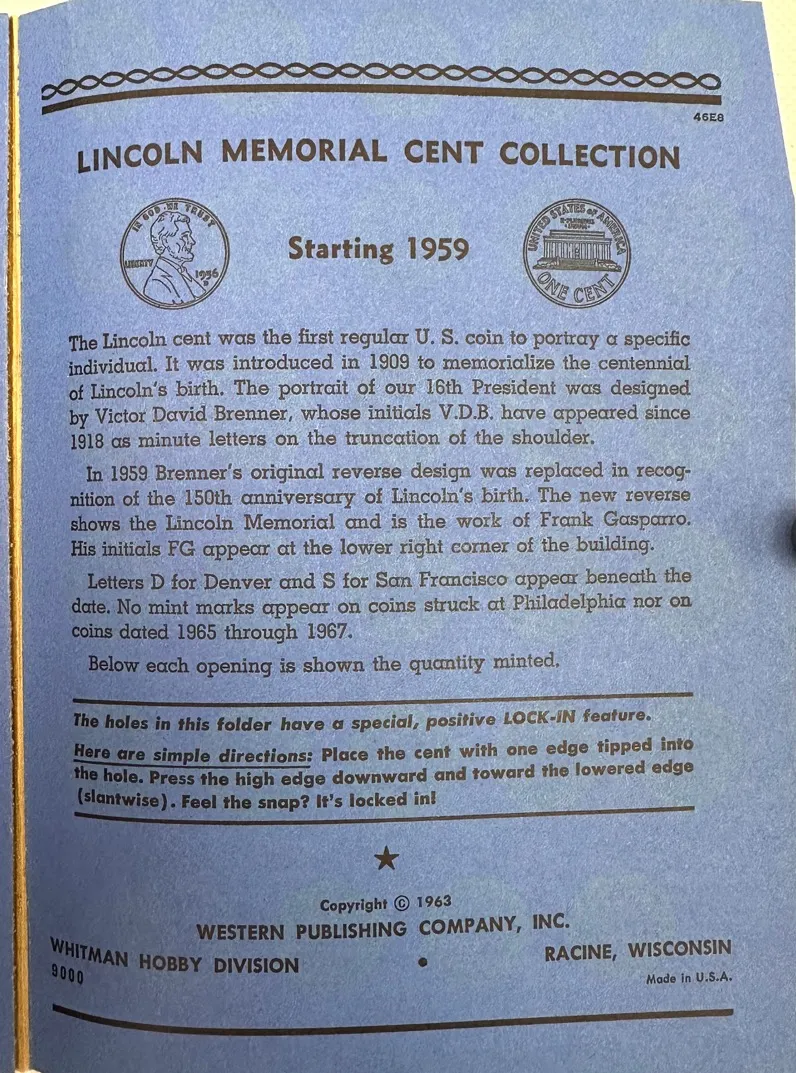 46E8
LINCOLN MEMORIAL CENT COLLECTION
IN GOD WE TRUST
LIBERTY
1956
D
Starting 1959
UNITED STATES of AMERICA
E·PLURIBUS
·UNUM·
ONE CENT
The Lincoln cent was the first regular U. S. coin to portray a specific
individual. It was introduced in 1909 to memorialize the centennial
of Lincoln's birth. The portrait of our 16th President was designed
by Victor David Brenner, whose initials V.D.B. have appeared since
1918 as minute letters on the truncation of the shoulder.
In 1959 Brenner's original reverse design was replaced in recog-
nition of the 150th anniversary of Lincoln's birth. The new reverse
shows the Lincoln Memorial and is the work of Frank Gasparro.
His initials FG appear at the lower right corner of the building.
Letters D for Denver and S for San Francisco appear beneath the
date. No mint marks appear on coins struck at Philadelphia nor on
coins dated 1965 through 1967.
Below each opening is shown the quantity minted.
The holes in this folder have a special, positive LOCK-IN feature.
Here are simple directions: Place the cent with one edge tipped into
the hole. Press the high edge downward and toward the lowered edge
(slantwise). Feel the snap? It's locked in!
Copyright © 1963
WESTERN PUBLISHING COMPANY, INC.
WHITMAN HOBBY DIVISION • RACINE, WISCONSIN
9000 Made in U.S.A.